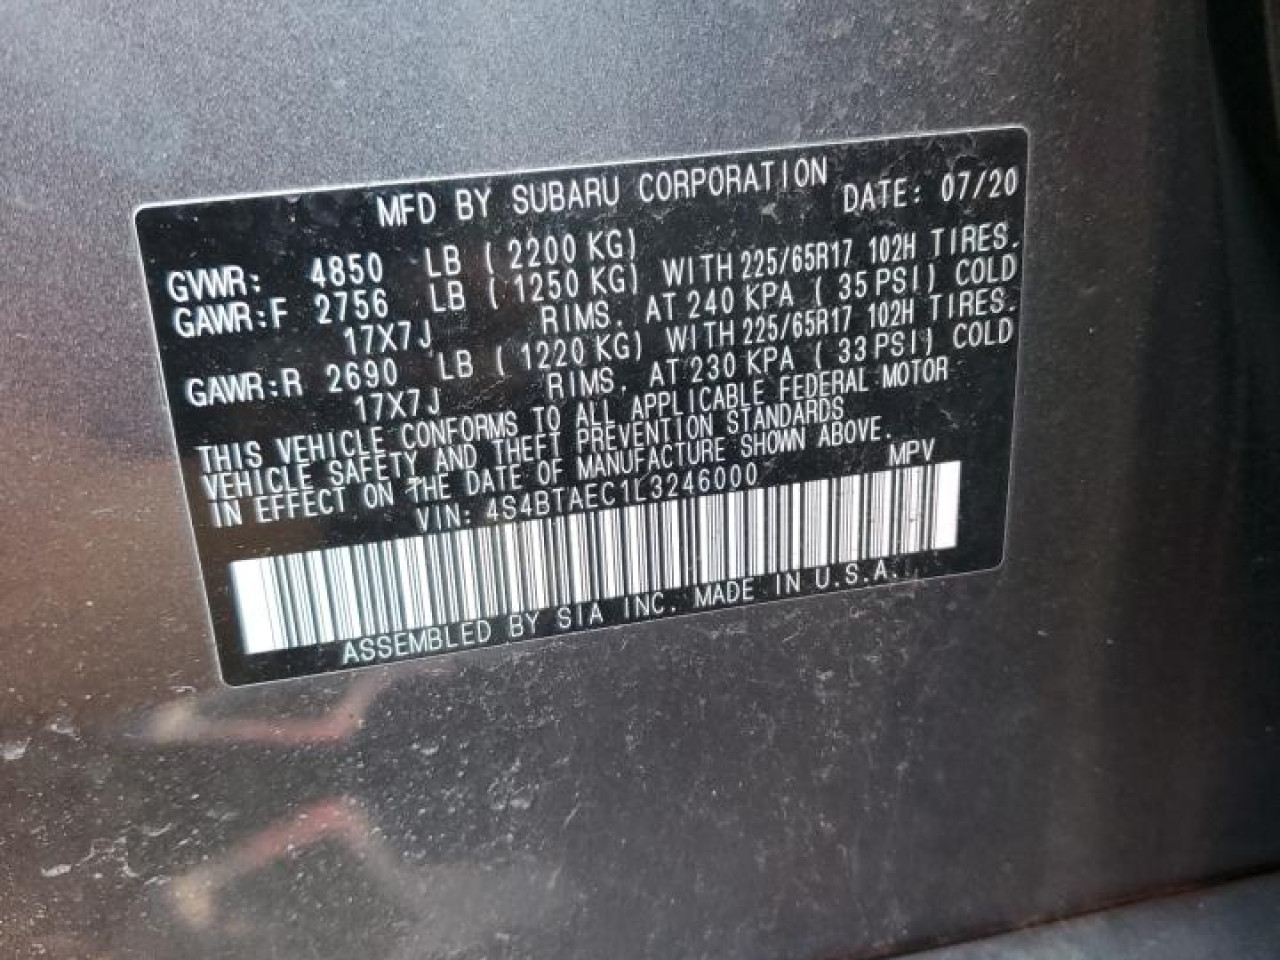 MFD BY SUBARU CORPORATION DATE: 07/20
GVWR: 4850 LB ( 2200 KG)
GAWR:F 2756 LB ( 1250 KG) WITH 225/65R17 102H TIRES.
17X7J RIMS. AT 240 KPA ( 35 PSI) COLD
GAWR:R 2690 LB ( 1220 KG) WITH 225/65R17 102H TIRES.
17X7J RIMS. AT 230 KPA ( 33 PSI) COLD
THIS VEHICLE CONFORMS TO ALL APPLICABLE FEDERAL MOTOR
VEHICLE SAFETY AND THEFT PREVENTION STANDARDS
IN EFFECT ON THE DATE OF MANUFACTURE SHOWN ABOVE.
VIN: 4S4BTAEC1L3246000 MPV
ASSEMBLED BY SIA INC. MADE IN U.S.A.